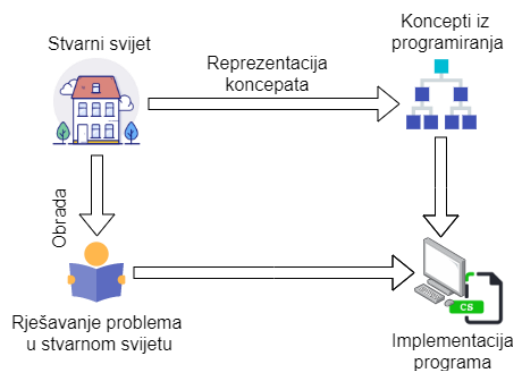 Stvarni svijet
Koncepti iz
programiranja
Reprezentacija
koncepata
Obrada
Rješavanje problema
u stvarnom svijetu
CS
Implementacija
programa